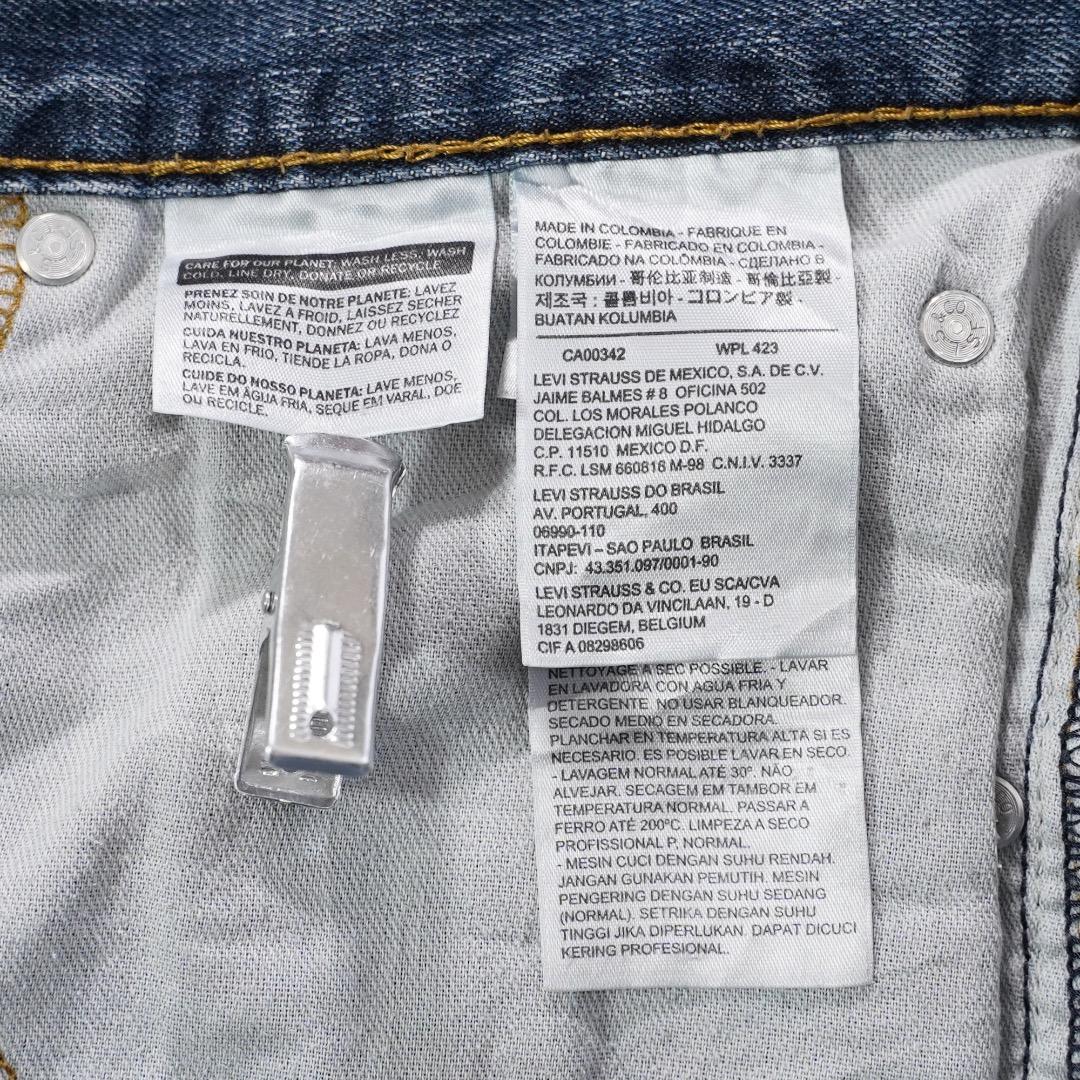 CARE FOR OUR PLANET: WASH LESS, WASH
COLD, LINE DRY, DONATE OR RECYCLE
PRENEZ SOIN DE NOTRE PLANETE: LAVEZ
MOINS, LAVEZ A FROID, LAISSEZ SECHER
NATURELLEMENT, DONNEZ OU RECYCLEZ
CUIDA NUESTRO PLANETA: LAVA MENOS,
LAVA EN FRIO, TIENDE LA ROPA, DONA O
RECICLA.
CUIDE DO NOSSO PLANETA: LAVE MENOS,
LAVE EM ÁGUA FRIA, SEQUE EM VARAL, DOE
OU RECICLE.
MADE IN COLOMBIA - FABRIQUE EN
COLOMBIE - FABRICADO EN COLOMBIA -
FABRICADO NA COLOMBIA - СДЕЛАНО В
КОЛУМБИИ - 哥伦比亚制造 - 哥倫比亞製 -
제조국 : 콜롬비아 - コロンビア製 -
BUATAN KOLUMBIA
CA00342 WPL 423
LEVI STRAUSS DE MEXICO, S.A. DE C.V.
JAIME BALMES # 8 OFICINA 502
COL. LOS MORALES POLANCO
DELEGACION MIGUEL HIDALGO
C.P. 11510 MEXICO D.F.
R.F.C. LSM 660818 M-98 C.N.I.V. 3337
LEVI STRAUSS DO BRASIL
AV. PORTUGAL, 400
06990-110
ITAPEVI – SAO PAULO BRASIL
CNPJ: 43.351.097/0001-90
LEVI STRAUSS & CO. EU SCA/CVA
LEONARDO DA VINCILAAN, 19 - D
1831 DIEGEM, BELGIUM
CIF A 08298606
NETTOYAGE A SEC POSSIBLE. - LAVAR
EN LAVADORA CON AGUA FRIA Y
DETERGENTE. NO USAR BLANQUEADOR.
SECADO MEDIO EN SECADORA.
PLANCHAR EN TEMPERATURA ALTA SI ES
NECESARIO. ES POSIBLE LAVAR EN SECO.
- LAVAGEM NORMAL ATÉ 30º. NÃO
ALVEJAR. SECAGEM EM TAMBOR EM
TEMPERATURA NORMAL. PASSAR A
FERRO ATÉ 200ºC. LIMPEZA A SECO
PROFISSIONAL P. NORMAL.
- MESIN CUCI DENGAN SUHU RENDAH.
JANGAN GUNAKAN PEMUTIH. MESIN
PENGERING DENGAN SUHU SEDANG
(NORMAL). SETRIKA DENGAN SUHU
TINGGI JIKA DIPERLUKAN. DAPAT DICUCI
KERING PROFESIONAL.